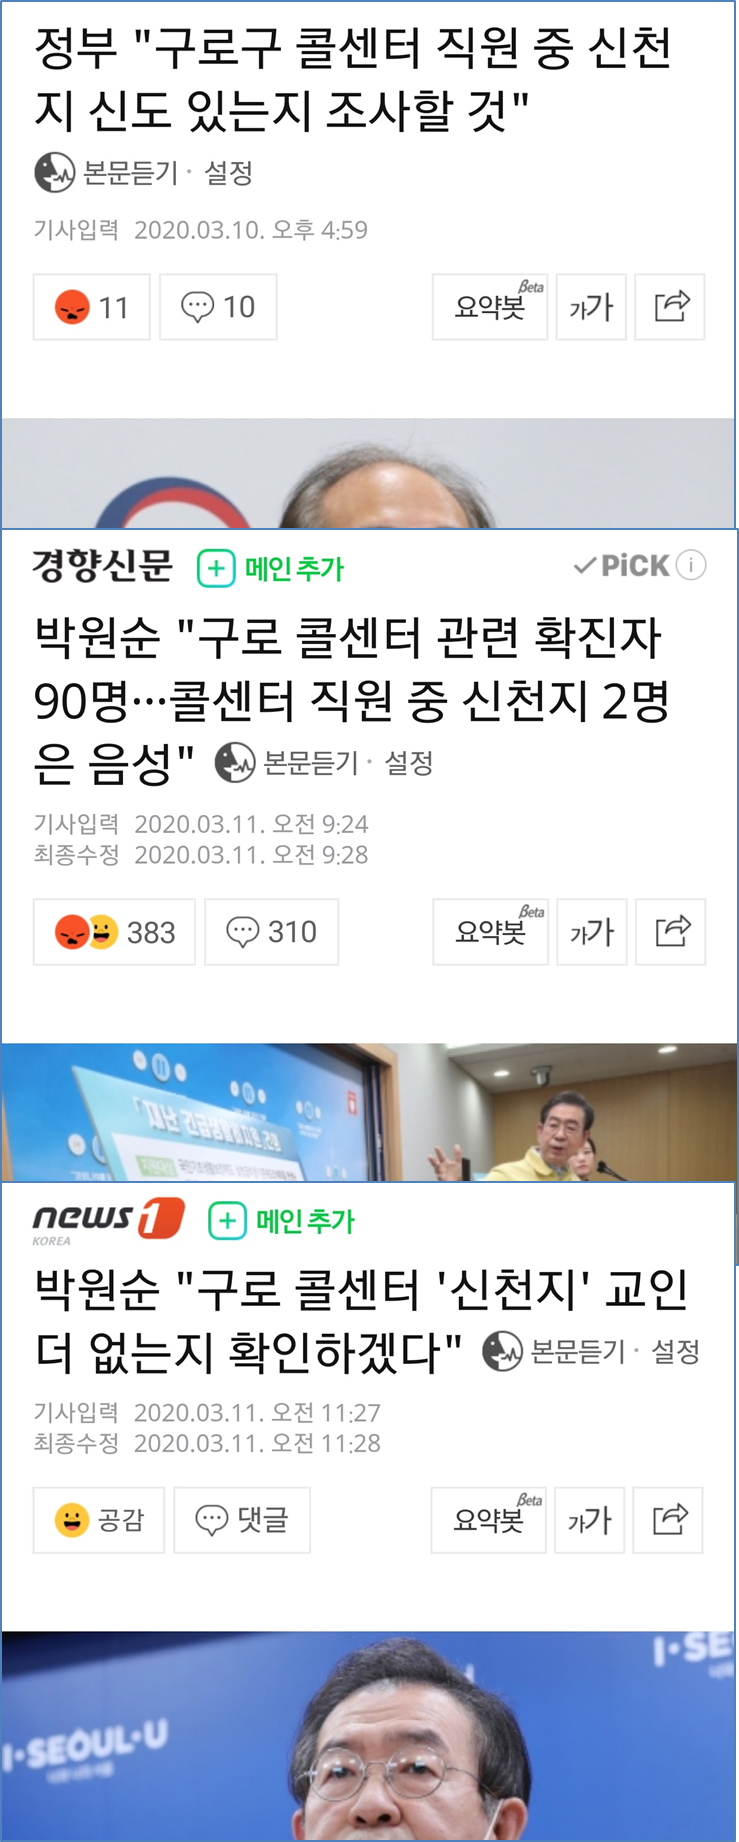 정부 "구로구 콜센터 직원 중 신천
지 신도 있는지 조사할 것"
본문듣기 · 설정
기사입력 2020.03.10. 오후 4:59
11
10
요약봇 Beta
가가
경향신문
메인 추가
PiCK
박원순 "구로 콜센터 관련 확진자
90명…콜센터 직원 중 신천지 2명
은 음성" 본문듣기 · 설정
기사입력 2020.03.11. 오전 9:24
최종수정 2020.03.11. 오전 9:28
383
310
요약봇 Beta
가가
「재난 긴급생활비지원」
news1
KOREA
메인 추가
박원순 "구로 콜센터 '신천지' 교인
더 없는지 확인하겠다" 본문듣기 · 설정
기사입력 2020.03.11. 오전 11:27
최종수정 2020.03.11. 오전 11:28
공감
댓글
요약봇 Beta
가가
I·SE
I·SEOUL·U